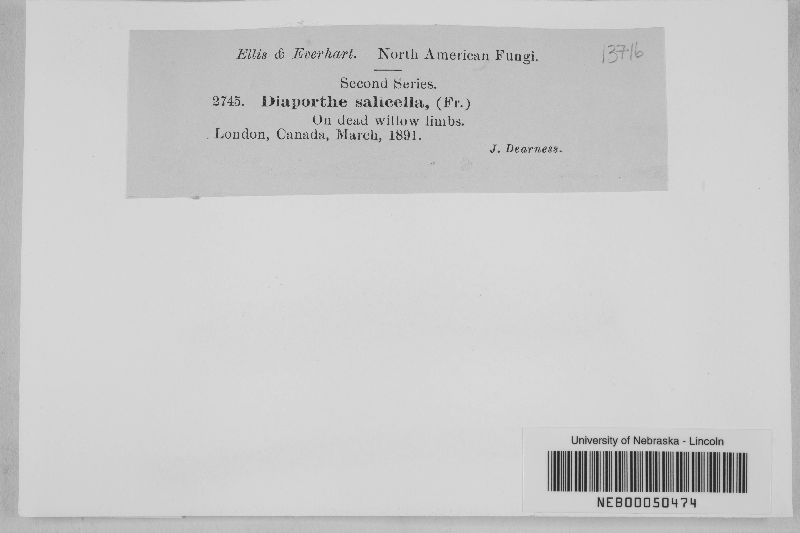 Ellis & Everhart. North American Fungi. 13716
Second Series.
2745. Diaporthe salicella, (Fr.)
On dead willow limbs.
London, Canada, March, 1891.
J. Dearness.
University of Nebraska - Lincoln
NEB00050474